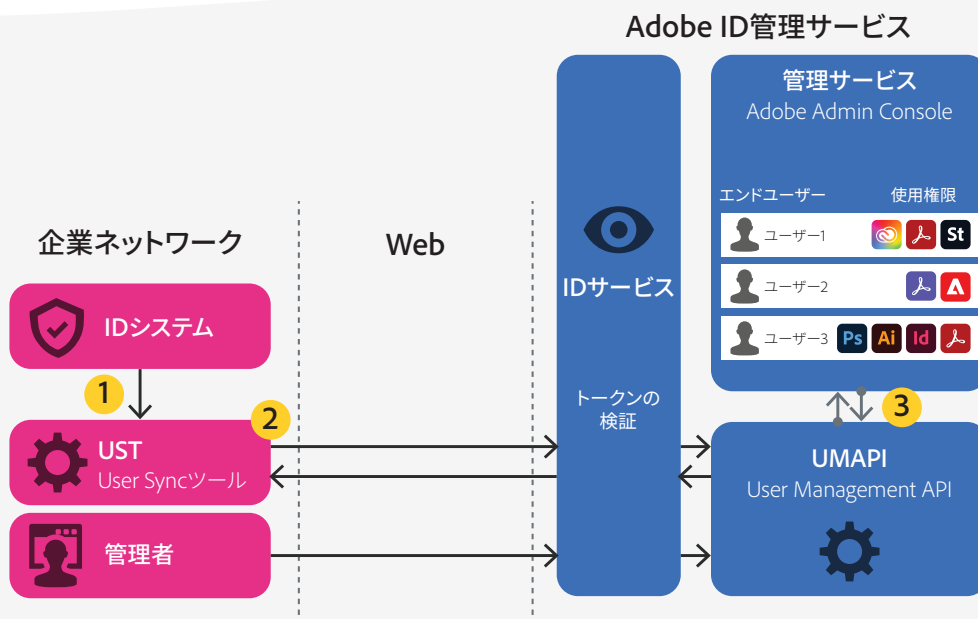 Adobe ID管理サービス
管理サービス
Adobe Admin Console
エンドユーザー
使用権限
ユーザー1
St
ユーザー2
ユーザー3
Ps
Ai
Id
企業ネットワーク
Web
IDサービス
IDシステム
1
トークンの
検証
3
2
UST
User Syncツール
UMAPI
User Management API
管理者